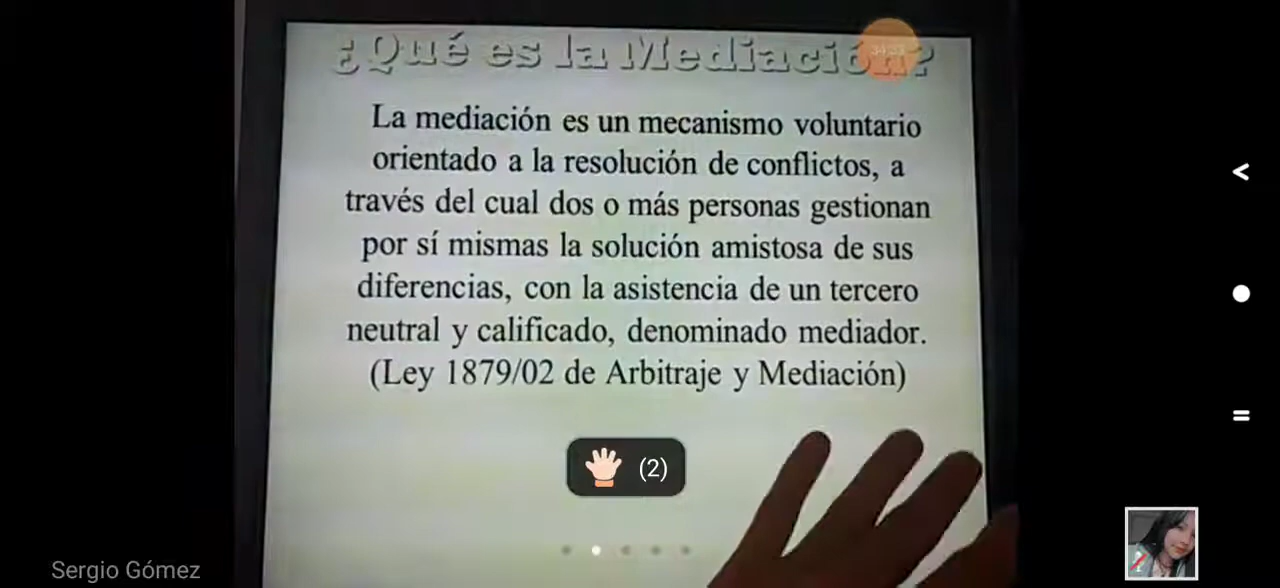 ¿Qué es la Mediación?
34:23
La mediación es un mecanismo voluntario
orientado a la resolución de conflictos, a
través del cual dos o más personas gestionan
por sí mismas la solución amistosa de sus
diferencias, con la asistencia de un tercero
neutral y calificado, denominado mediador.
(Ley 1879/02 de Arbitraje y Mediación)
(2)
Sergio Gómez